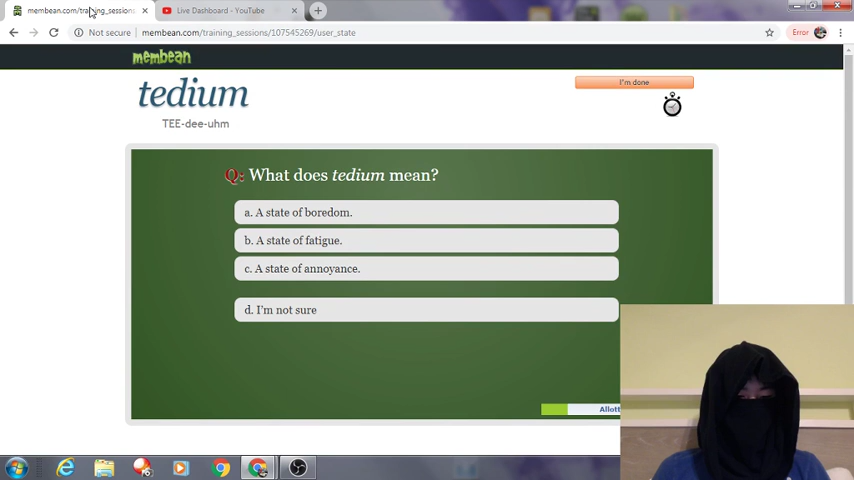 membean.com/training_sessions
Live Dashboard - YouTube
Not secure
membean.com/training_sessions/107545269/user_state
Error
membean
tedium
I"m done
TEE-dee-uhm
Q: What does tedium mean?
a. A state of boredom.
b. A state of fatigue.
c. A state of annoyance.
d. I'm not sure
Allott